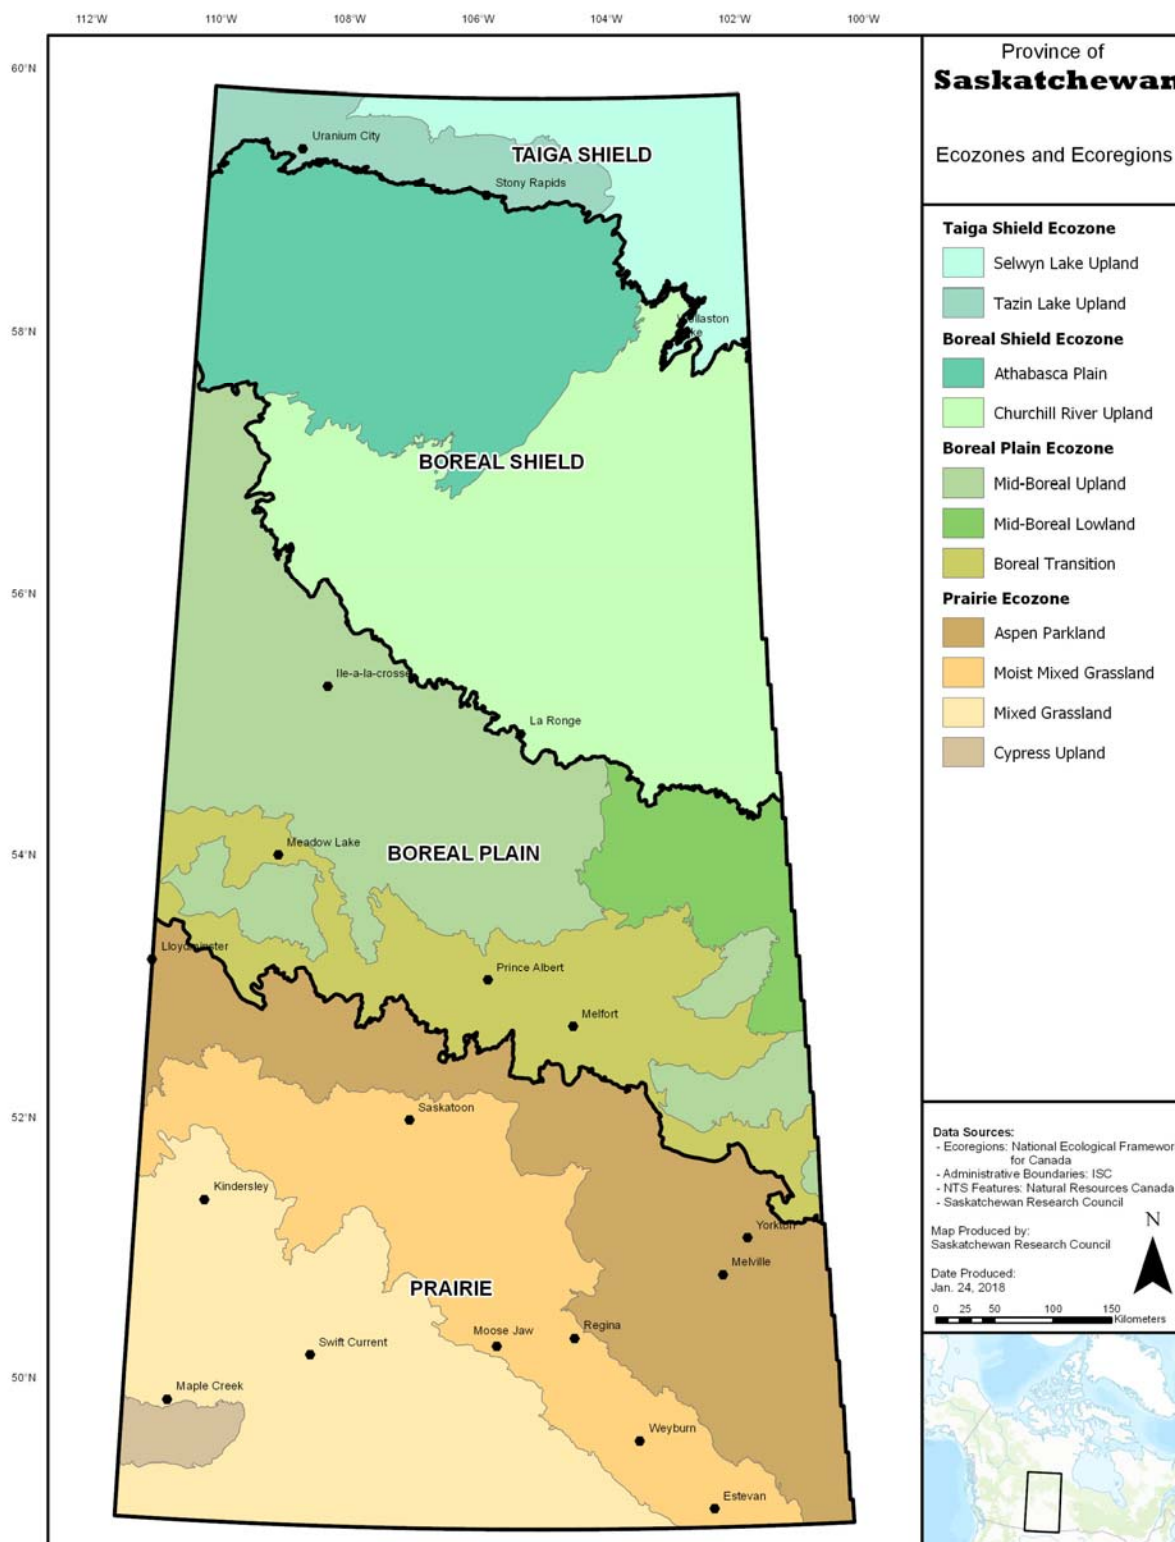 112°W 110°W 108°W 106°W 104°W 102°W 100°W
60°N
58°N
56°N
54°N
52°N
50°N
Province of
Saskatchewan
Ecozones and Ecoregions
Taiga Shield Ecozone
Selwyn Lake Upland
Tazin Lake Upland
Boreal Shield Ecozone
Athabasca Plain
Churchill River Upland
Boreal Plain Ecozone
Mid-Boreal Upland
Mid-Boreal Lowland
Boreal Transition
Prairie Ecozone
Aspen Parkland
Moist Mixed Grassland
Mixed Grassland
Cypress Upland
Uranium City
TAIGA SHIELD
Stony Rapids
Wollaston
Lake
BOREAL SHIELD
Ile-a-la-crosse
La Ronge
Meadow Lake
BOREAL PLAIN
Lloydminster
Prince Albert
Melfort
Saskatoon
Kindersley
Yorkton
Melville
PRAIRIE
Regina
Moose Jaw
Swift Current
Maple Creek
Weyburn
Estevan
Data Sources:
- Ecoregions: National Ecological Framewor
for Canada
- Administrative Boundaries: ISC
- NTS Features: Natural Resources Canada
- Saskatchewan Research Council
N
Map Produced by:
Saskatchewan Research Council
Date Produced:
Jan. 24, 2018
0 25 50 100 150
Kilometers